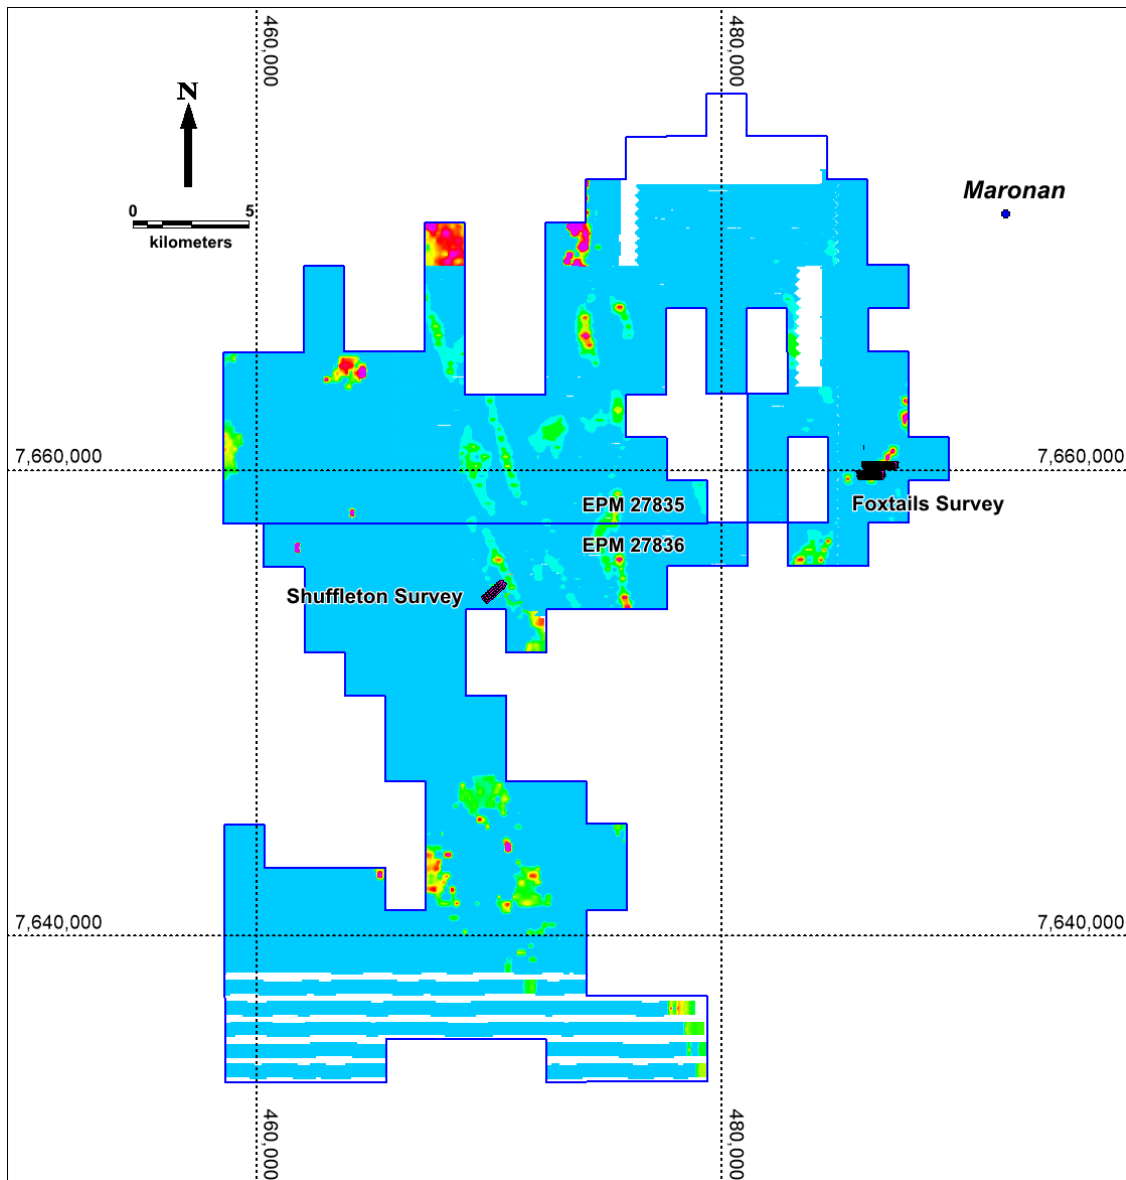 460,000
480,000
N
0 5
kilometers
Maronan
7,660,000
7,660,000
EPM 27835
Foxtails Survey
EPM 27836
Shuffleton Survey
7,640,000
7,640,000
460,000
480,000